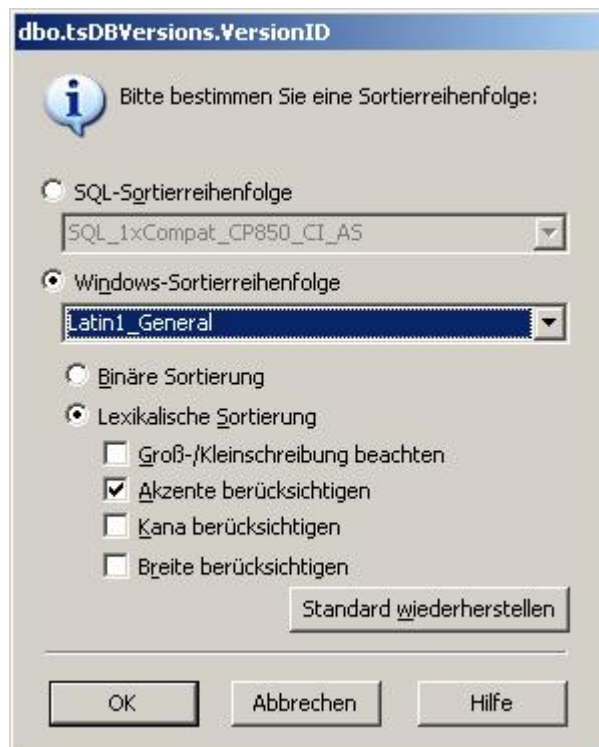 dbo.tsDBVersions.VersionID
Bitte bestimmen Sie eine Sortierreihenfolge:
SQL-Sortierreihenfolge
SQL_1xCompat_CP850_CI_AS
Windows-Sortierreihenfolge
Latin1_General
Binäre Sortierung
Lexikalische Sortierung
Groß-/Kleinschreibung beachten
Akzente berücksichtigen
Kana berücksichtigen
Breite berücksichtigen
Standard wiederherstellen
OK Abbrechen Hilfe